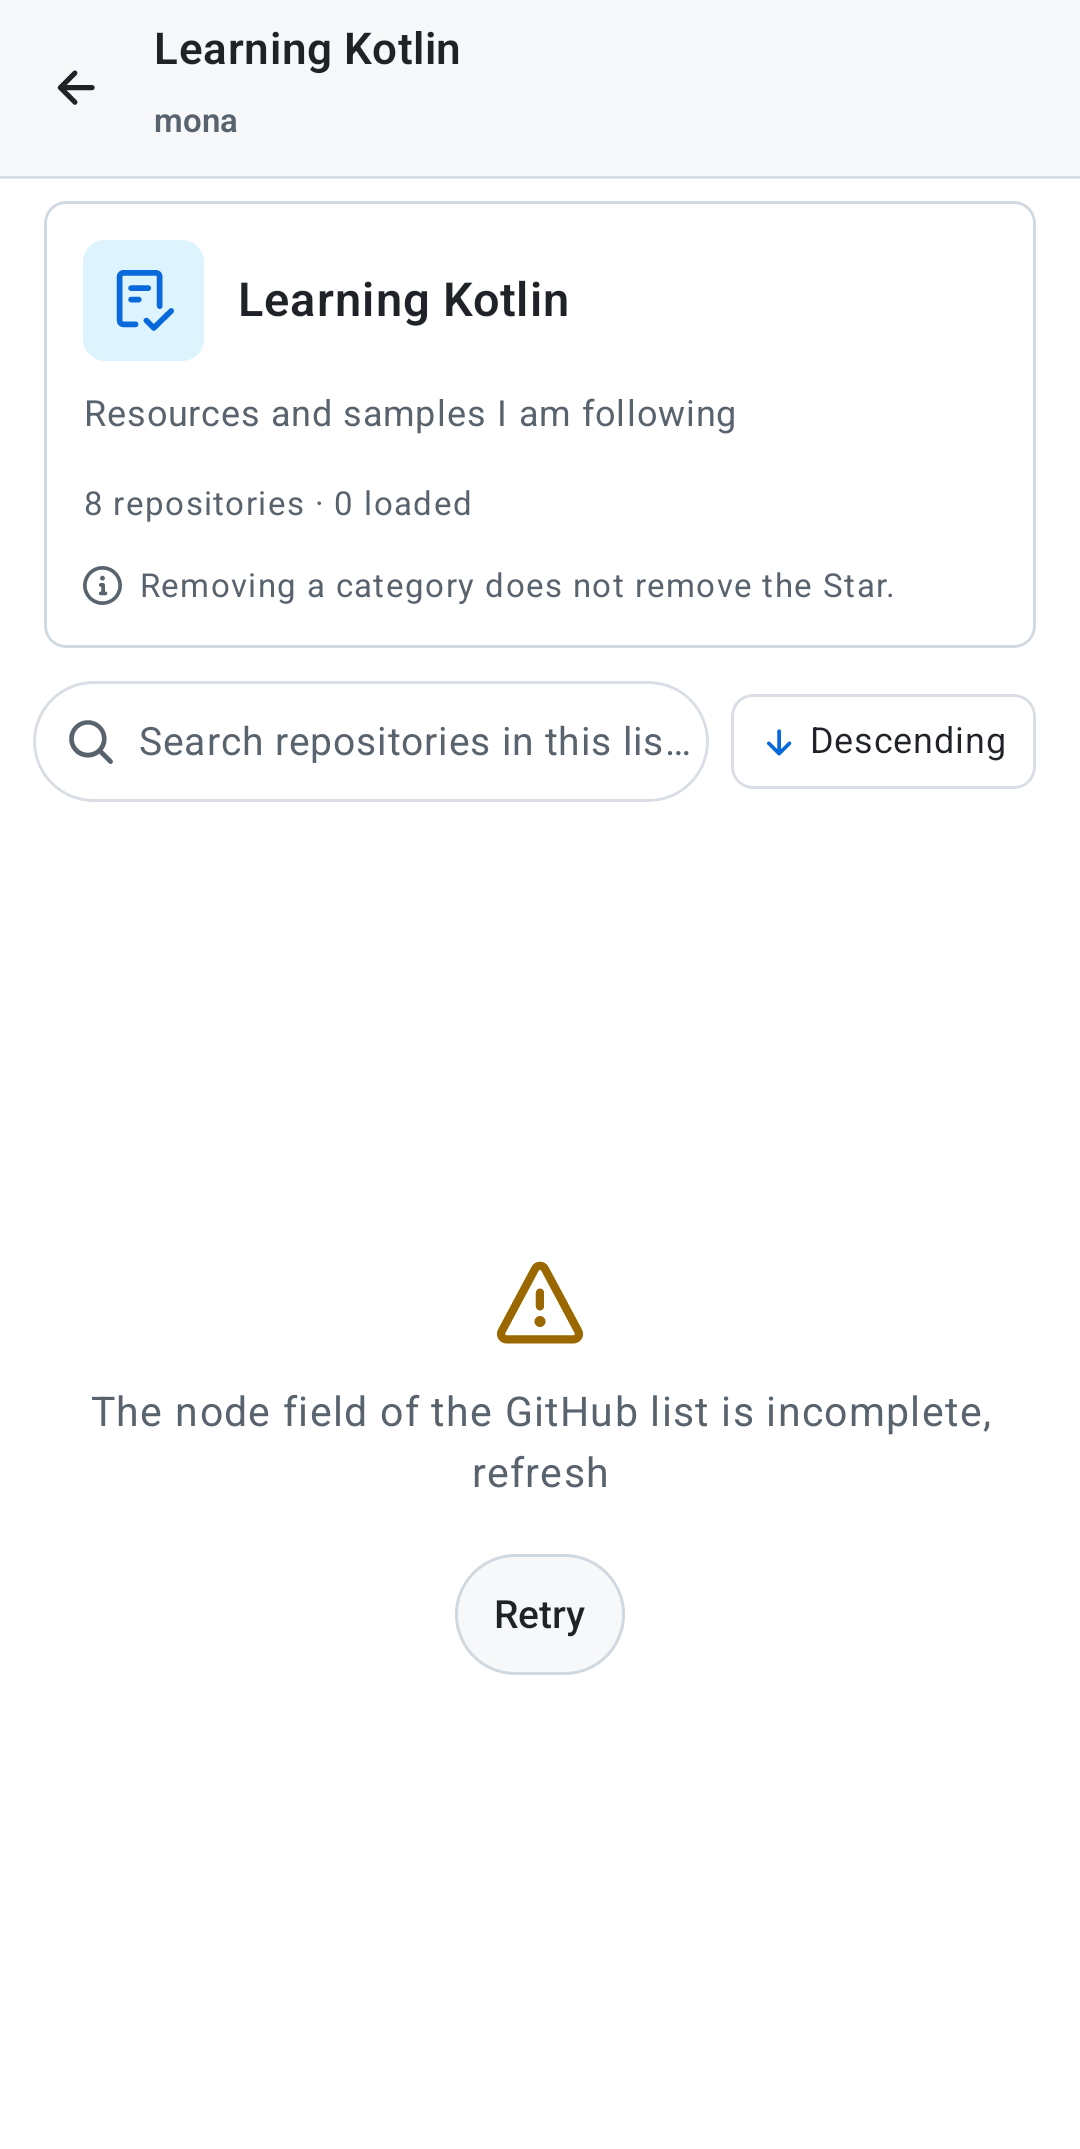 Learning Kotlin
mona
Learning Kotlin
Resources and samples I am following
8 repositories · 0 loaded
Removing a category does not remove the Star.
Search repositories in this lis...
Descending
The node field of the GitHub list is incomplete,
refresh
Retry